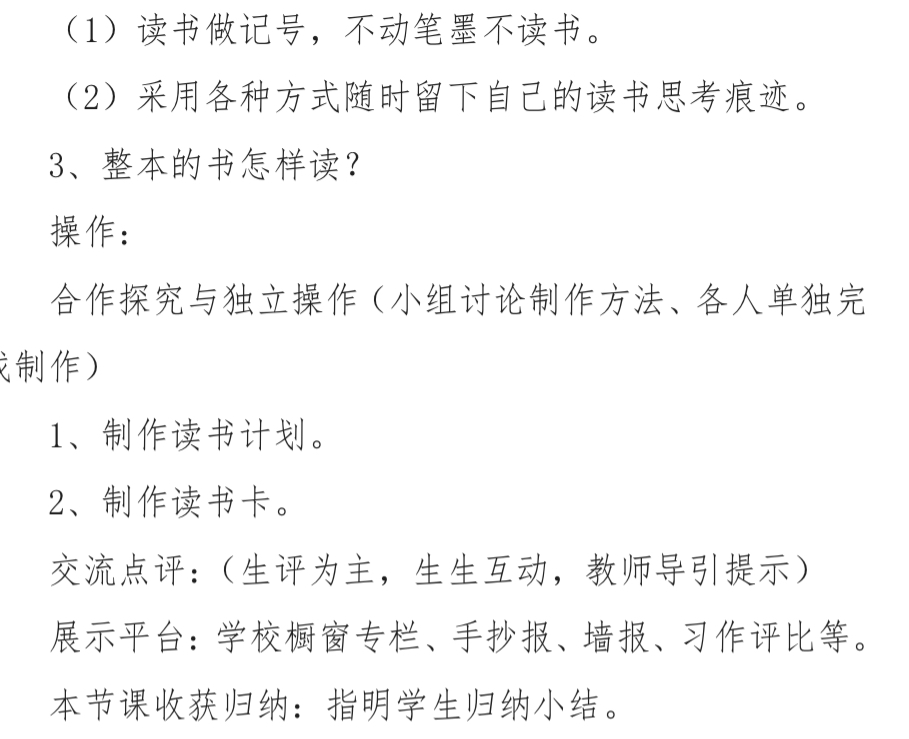 （1）读书做记号，不动笔墨不读书。
（2）采用各种方式随时留下自己的读书思考痕迹。
3、整本的书怎样读？
操作：
合作探究与独立操作（小组讨论制作方法、各人单独完
成制作）
1、制作读书计划。
2、制作读书卡。
交流点评：（生评为主，生生互动，教师导引提示）
展示平台：学校橱窗专栏、手抄报、墙报、习作评比等。
本节课收获归纳：指明学生归纳小结。